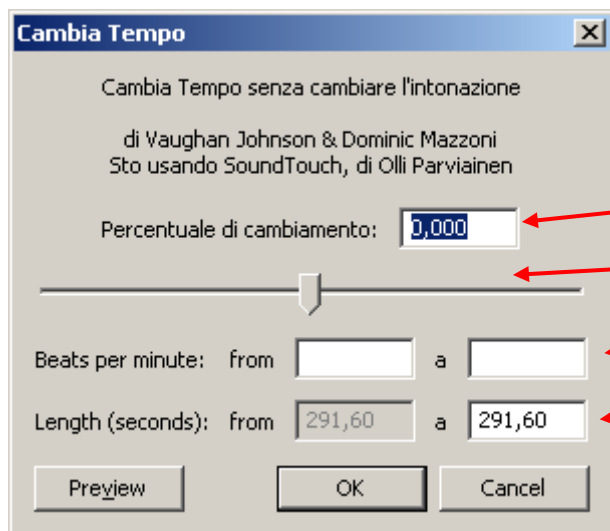 Cambia Tempo
Cambia Tempo senza cambiare l'intonazione
di Vaughan Johnson & Dominic Mazzoni
Sto usando SoundTouch, di Olli Parviainen
Percentuale di cambiamento: 0,000
Beats per minute: from a
Length (seconds): from 291,60 a 291,60
Preview OK Cancel